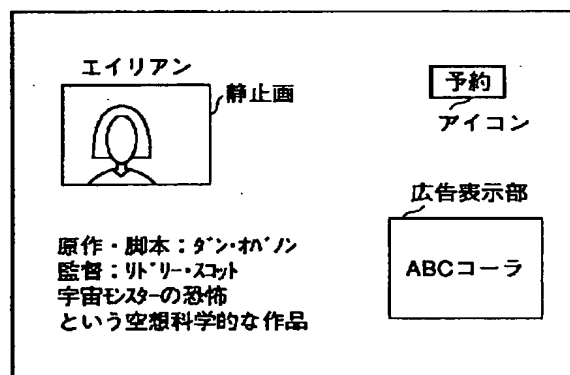 エイリアン
静止画
予約
アイコン
広告表示部
ABCコーラ
原作・脚本：ダン・オバノン
監督：リドリー・スコット
宇宙モンスターの恐怖
という空想科学的な作品